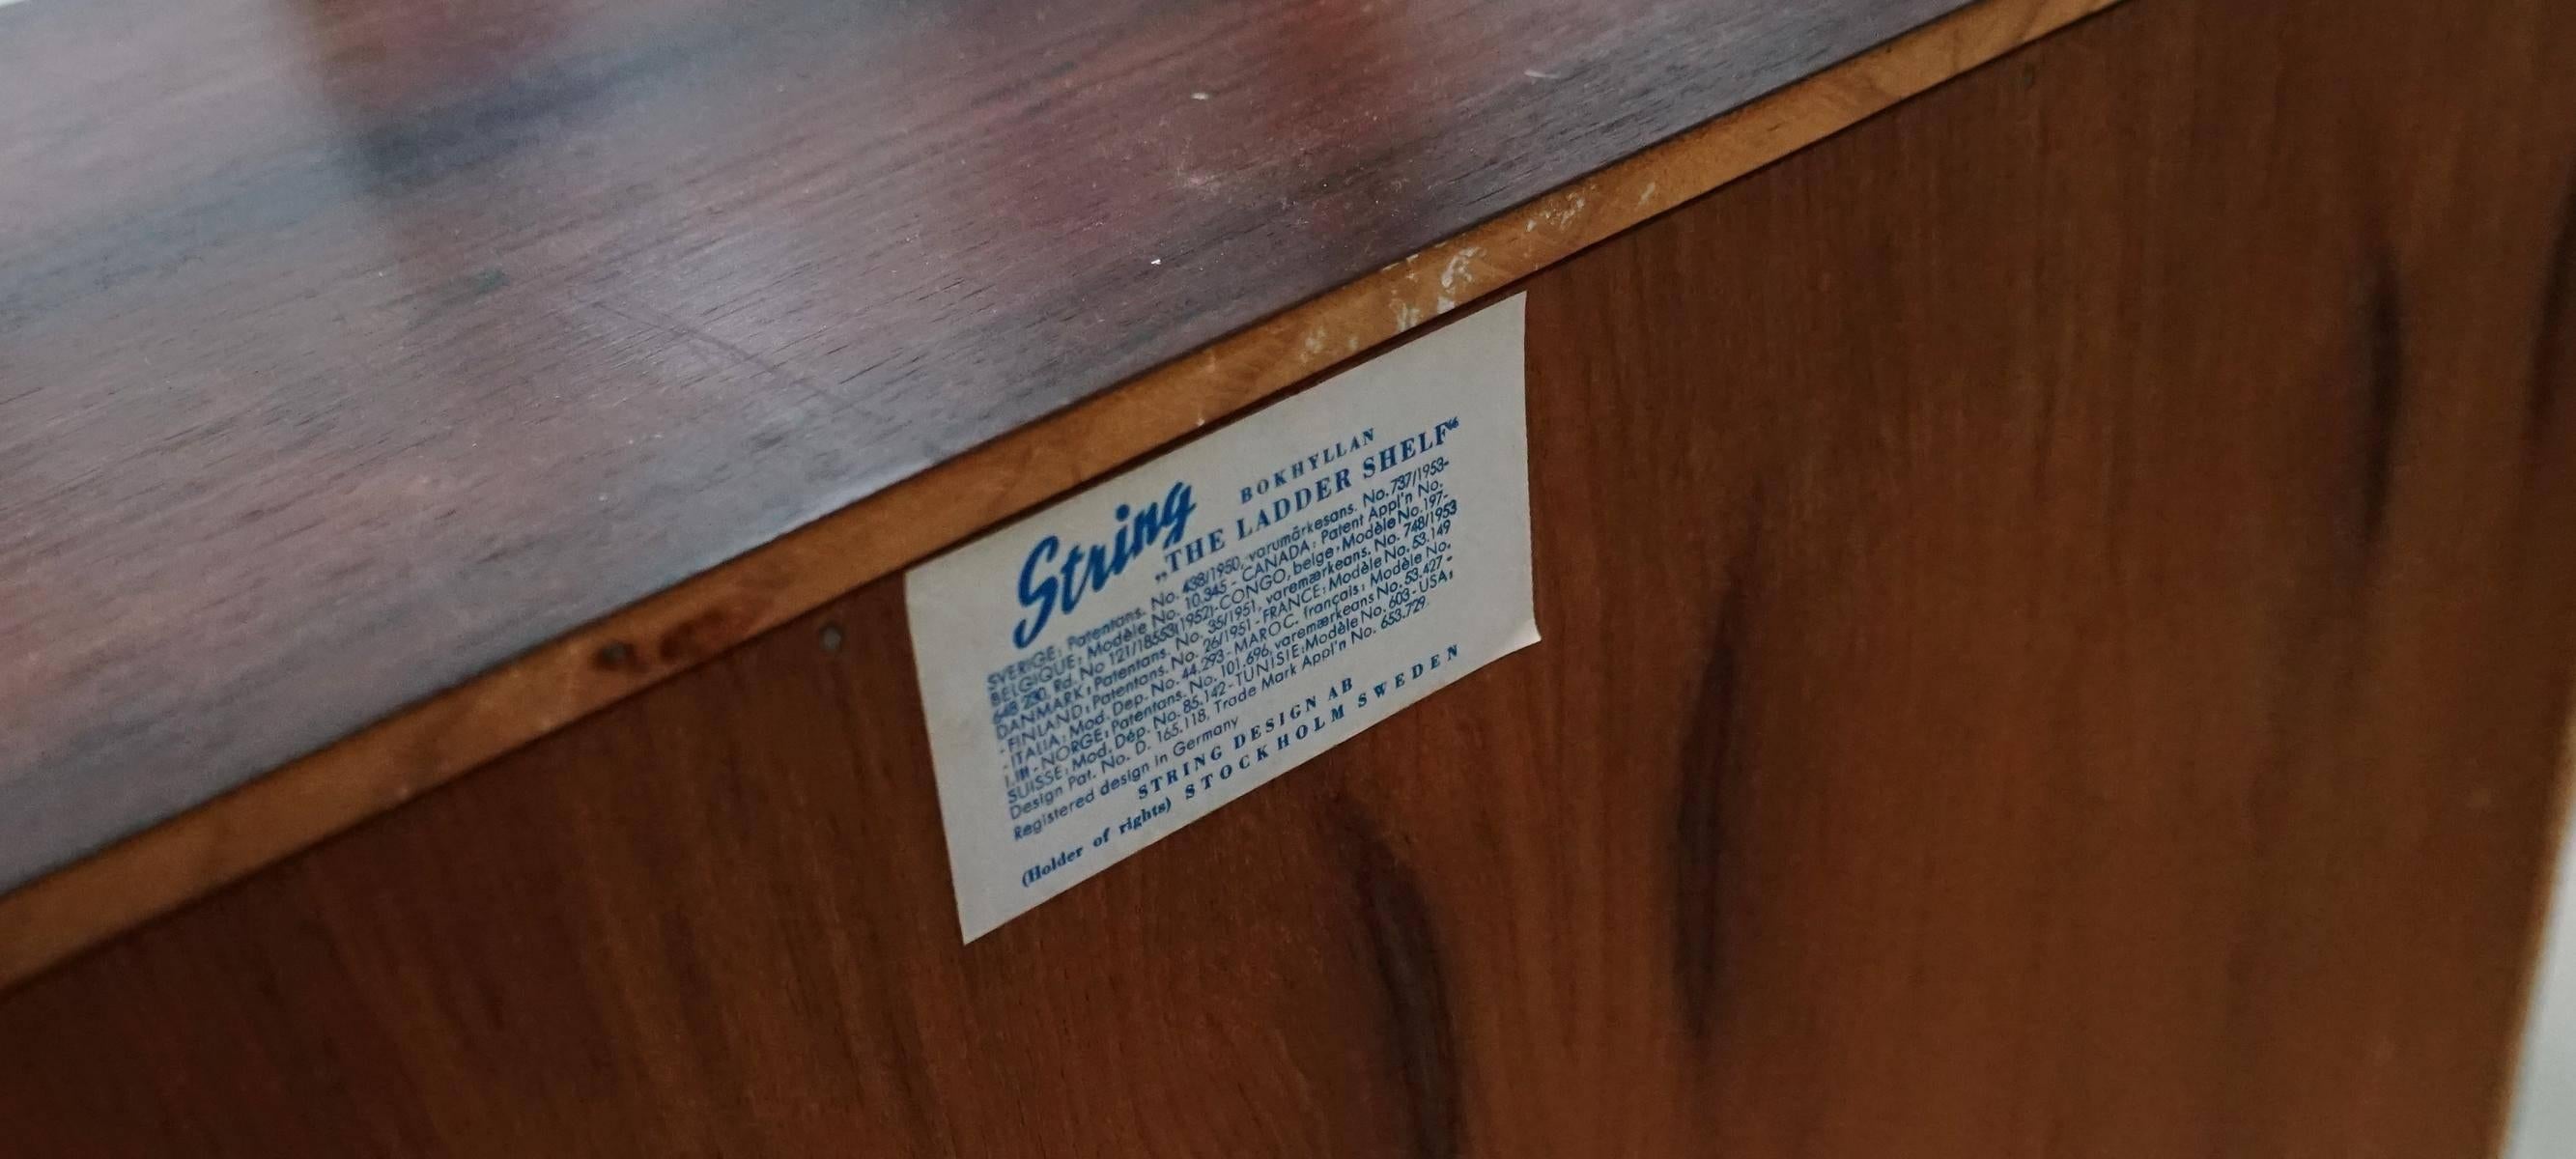 String BOKHYLLAN
„THE LADDER SHELF“
SVERIGE: Patentans. No. 438/1950, varumärkesans. No. 737/1953-
BELGIQUE: Modèle No. 10.345 - CANADA: Patent Appl'n No.
648 230, Rd. No 121/18553(1952)-CONGO, belge, Modèle No. 197-
DANMARK: Patentans. No. 35/1951, varemærkeans. No. 748/1953
- FINLAND: Patentans. No. 26/1951 - FRANCE: Modèle No. 53.149
- ITALIA: Mod. Dep. No. 44.293 - MAROC. français: Modèle No.
1.111 - NORGE: Patentans. No. 101.696, varemærkeans No. 53.427 -
SUISSE: Mod. Dép. No. 85.142 - TUNISIE: Modèle No. 603 - USA:
Design Pat. No. D. 165.118, Trade Mark Appl'n No. 653.729.
Registered design in Germany
STRING DESIGN AB
(Holder of rights) STOCKHOLM SWEDEN